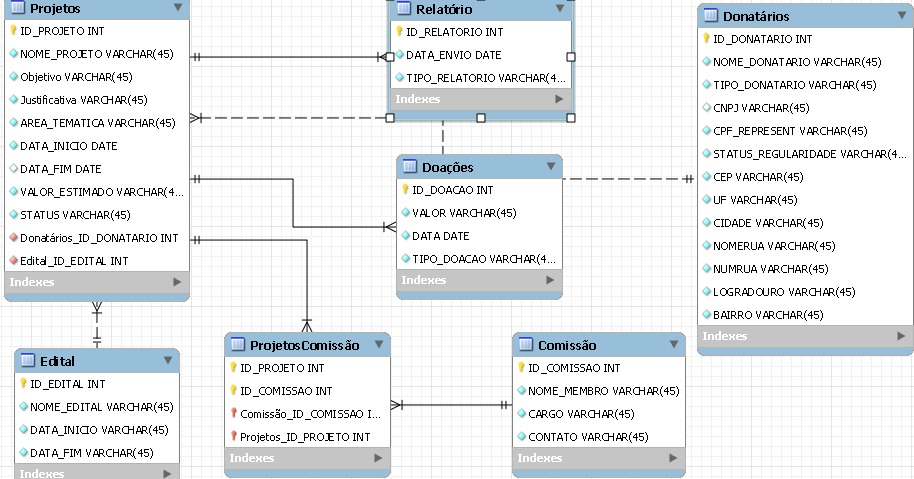 Projetos
ID_PROJETO INT
NOME_PROJETO VARCHAR(45)
Objetivo VARCHAR(45)
Justificativa VARCHAR(45)
AREA_TEMATICA VARCHAR(45)
DATA_INICIO DATE
DATA_FIM DATE
VALOR_ESTIMADO VARCHAR(4...
STATUS VARCHAR(45)
Donatários_ID_DONATARIO INT
Edital_ID_EDITAL INT
Indexes
Relatório
ID_RELATORIO INT
DATA_ENVIO DATE
TIPO_RELATORIO VARCHAR(4...
Indexes
Donatários
ID_DONATARIO INT
NOME_DONATARIO VARCHAR(45)
TIPO_DONATARIO VARCHAR(45)
CNPJ VARCHAR(45)
CPF_REPRESENT VARCHAR(45)
STATUS_REGULARIDADE VARCHAR(4...
CEP VARCHAR(45)
UF VARCHAR(45)
CIDADE VARCHAR(45)
NOMERUA VARCHAR(45)
NUMRUA VARCHAR(45)
LOGRADOURO VARCHAR(45)
BAIRRO VARCHAR(45)
Indexes
Doações
ID_DOACAO INT
VALOR VARCHAR(45)
DATA DATE
TIPO_DOACAO VARCHAR(4...
Indexes
Edital
ID_EDITAL INT
NOME_EDITAL VARCHAR(45)
DATA_INICIO VARCHAR(45)
DATA_FIM VARCHAR(45)
Indexes
ProjetosComissão
ID_PROJETO INT
ID_COMISSAO INT
Comissão_ID_COMISSAO I...
Projetos_ID_PROJETO INT
Indexes
Comissão
ID_COMISSAO INT
NOME_MEMBRO VARCHAR(45)
CARGO VARCHAR(45)
CONTATO VARCHAR(45)
Indexes